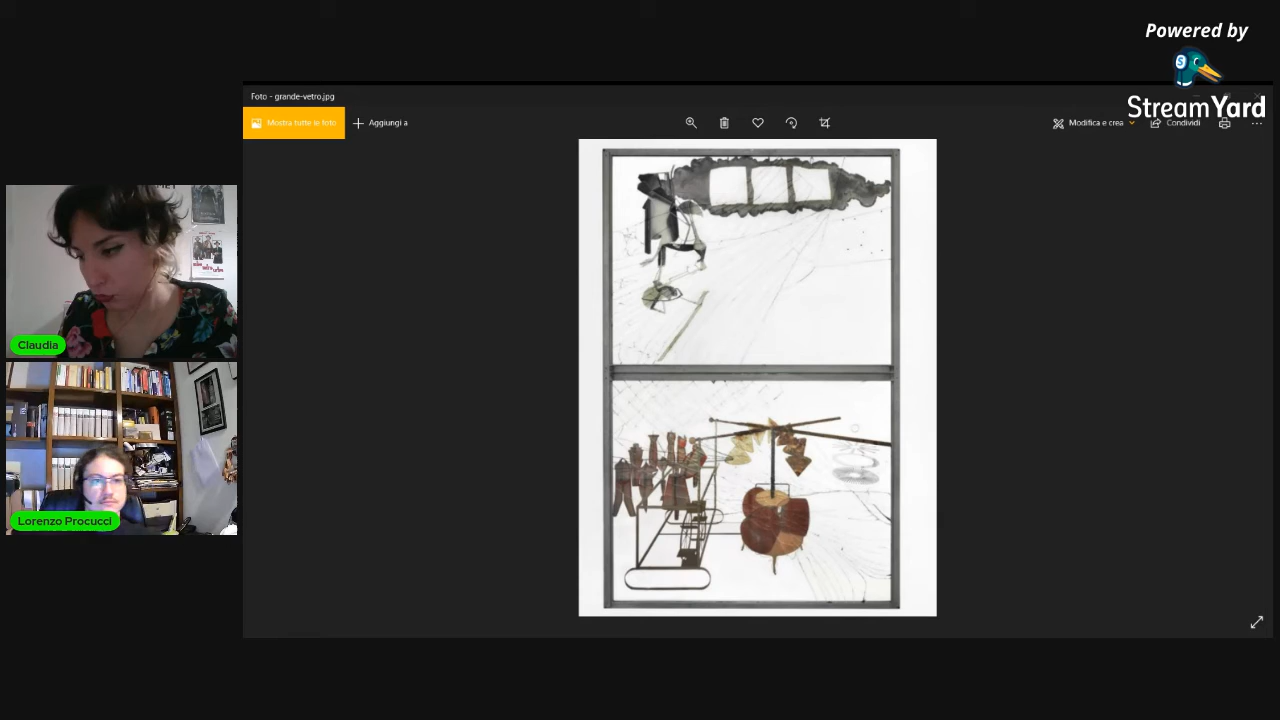 Powered by
StreamYard
Foto - grande-vetro.jpg
Mostra tutte le foto
Aggiungi a
Modifica e crea
Condividi
Claudia
Lorenzo Procucci